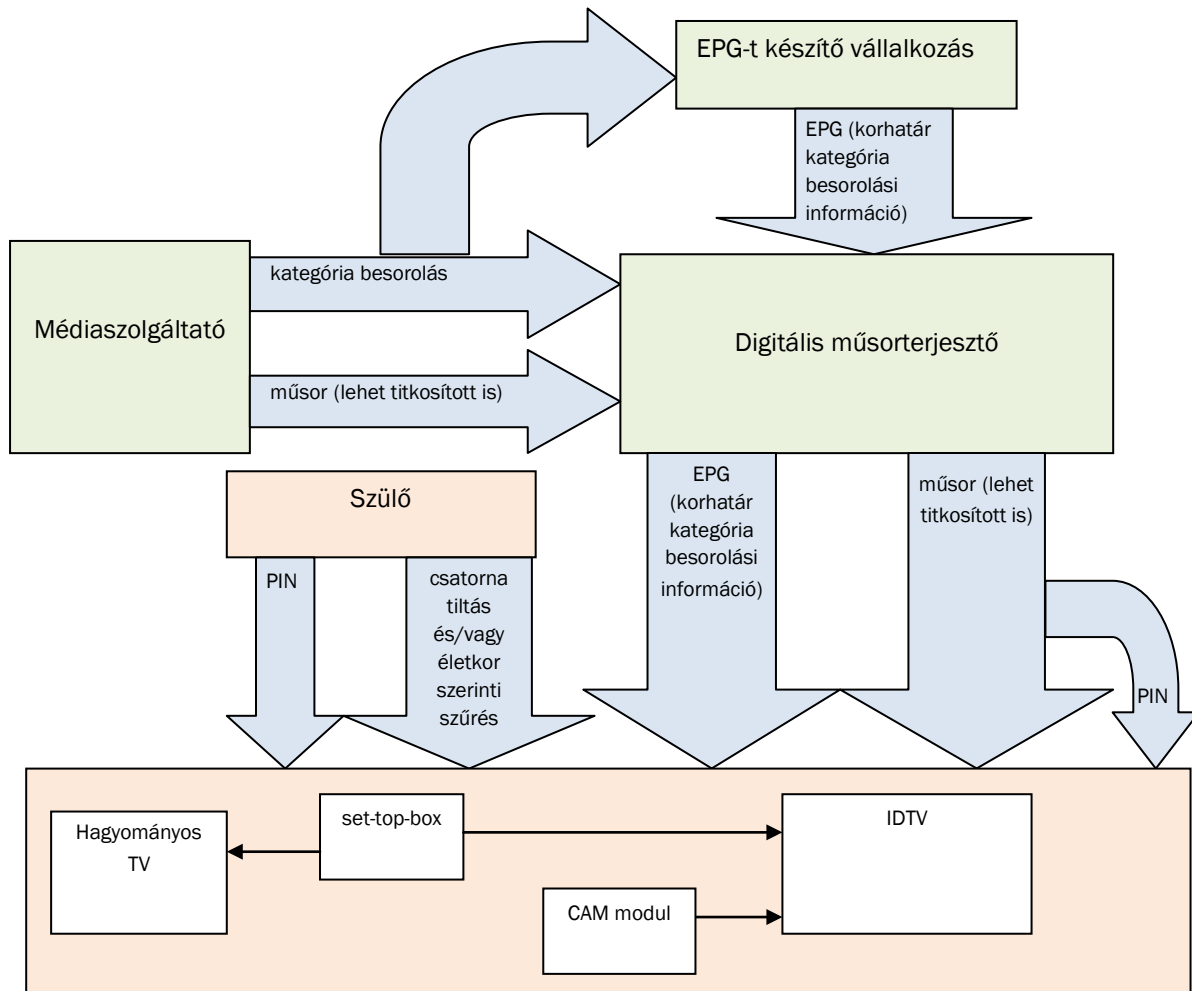 EPG-t készítő vállalkozás
EPG (korhatár
kategória
besorolási
információ)
Médiaszolgáltató
kategória besorolás
műsor (lehet titkosított is)
Digitális műsorterjesztő
Szülő
PIN
csatorna
tiltás
és/vagy
életkor
szerinti
szűrés
EPG
(korhatár
kategória
besorolási
információ)
műsor (lehet
titkosított is)
PIN
Hagyományos
TV
set-top-box
IDTV
CAM modul